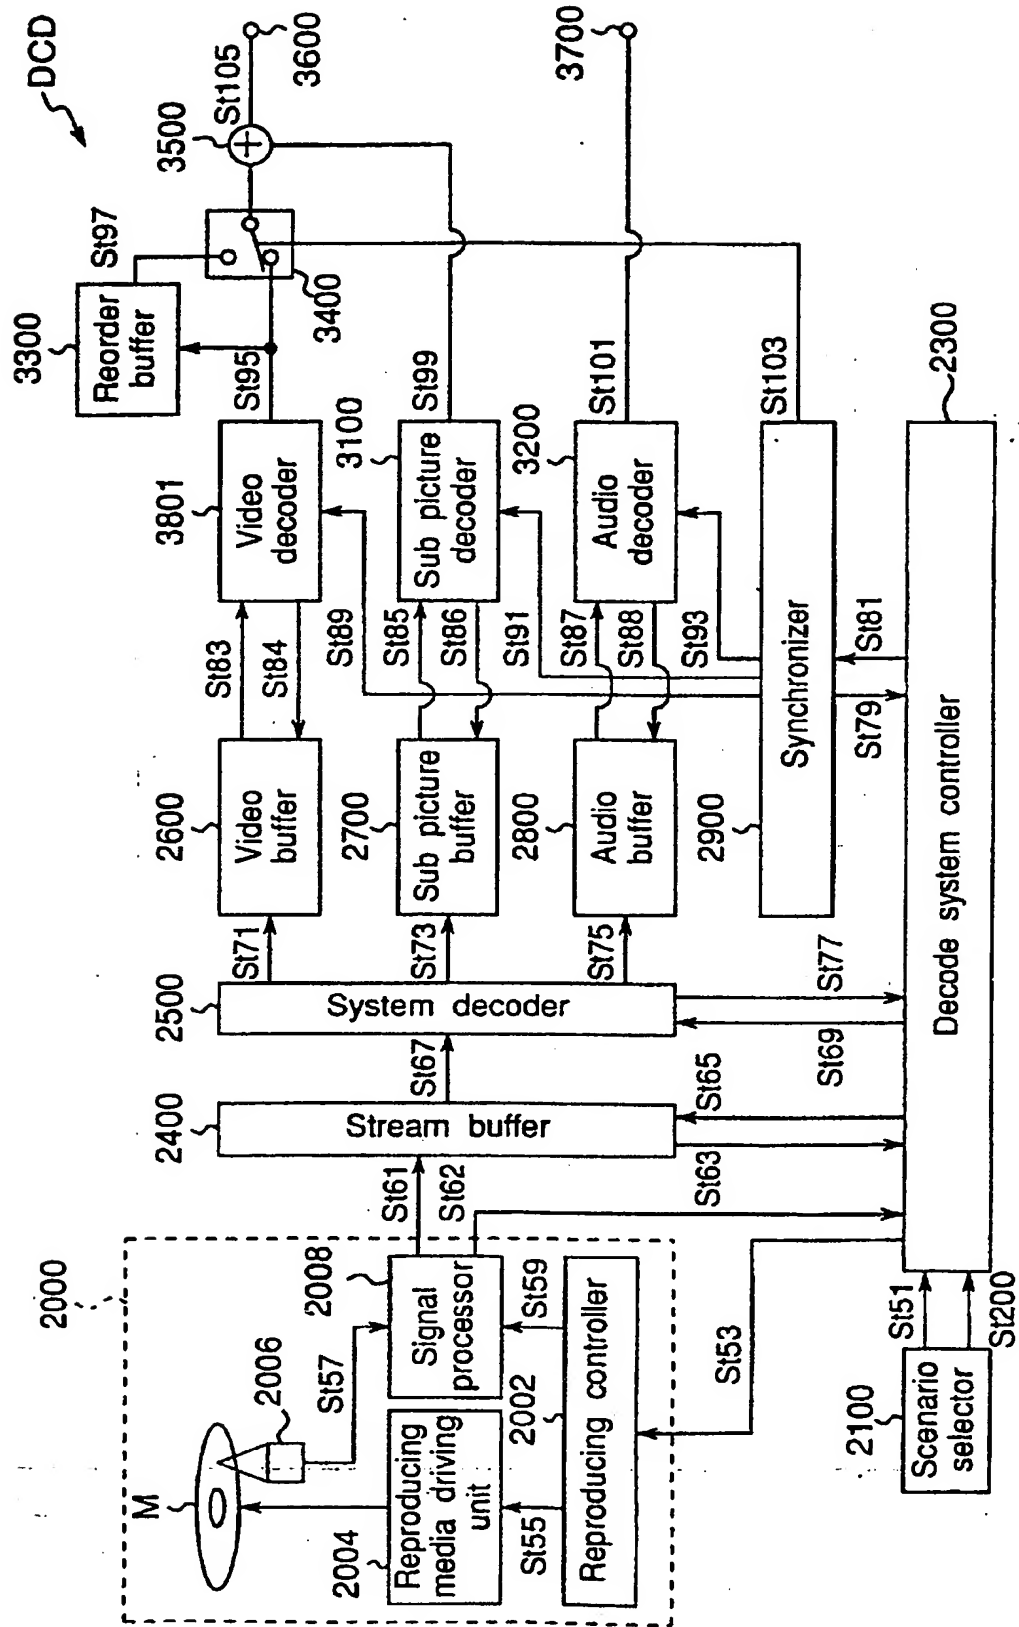 DCD
2000
M
2006
St57
2004
Reproducing
media driving
unit
2008
Signal
processor
St55
St59
2002
Reproducing controller
St53
2100
Scenario
selector
St51
St200
St61
St62
2400
Stream buffer
St63
St65
St67
2500
System decoder
St69
St77
St71
St73
St75
2600
Video
buffer
2700
Sub picture
buffer
2800
Audio
buffer
2900
Synchronizer
St79
St81
2300
Decode system controller
St83
St84
St89
St85
St86
St91
St87
St88
St93
3801
Video
decoder
3100
Sub picture
decoder
3200
Audio
decoder
St95
St99
St101
St103
3300
Reorder
buffer
St97
3400
3500
St105
3600
3700